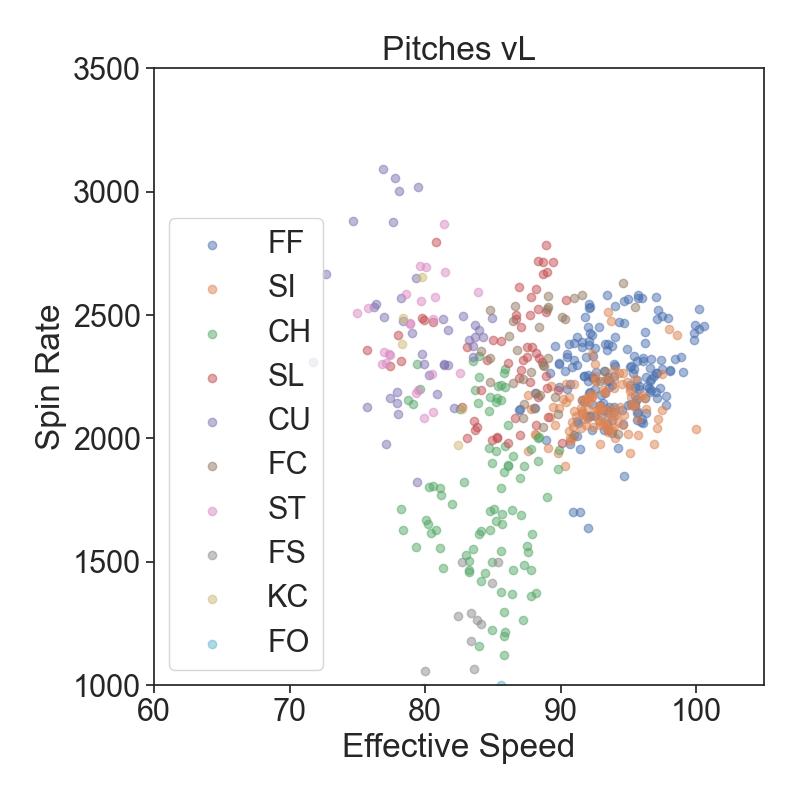 Pitches vL
3500
3000
2500
2000
1500
1000
Spin Rate
FF
SI
CH
SL
CU
FC
ST
FS
KC
FO
60 70 80 90 100
Effective Speed